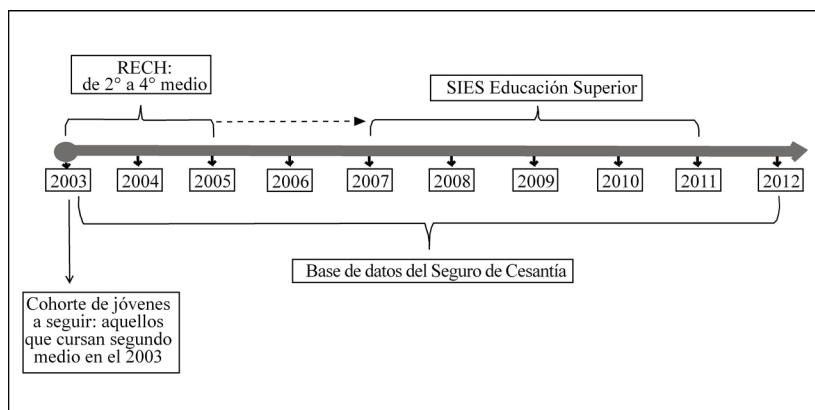 RECH:
de 2° a 4° medio
SIES Educación Superior
2003
2004
2005
2006
2007
2008
2009
2010
2011
2012
Base de datos del Seguro de Cesantía
Cohorte de jóvenes
a seguir: aquellos
que cursan segundo
medio en el 2003